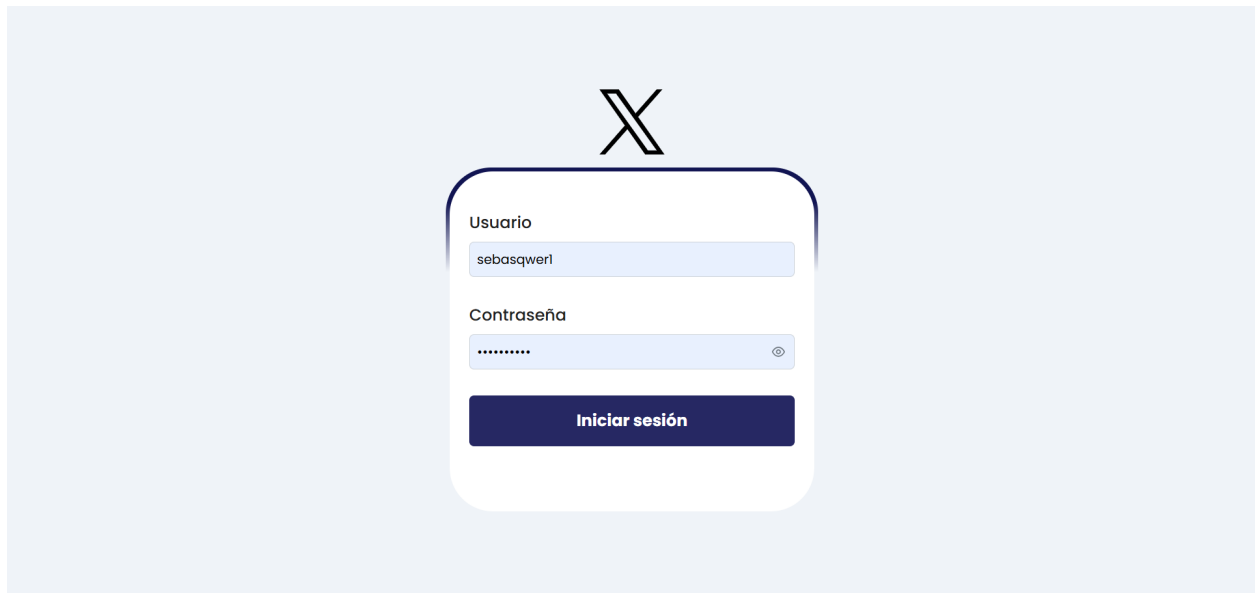 Usuario
sebasqwer1
Contraseña
••••••••••
Iniciar sesión